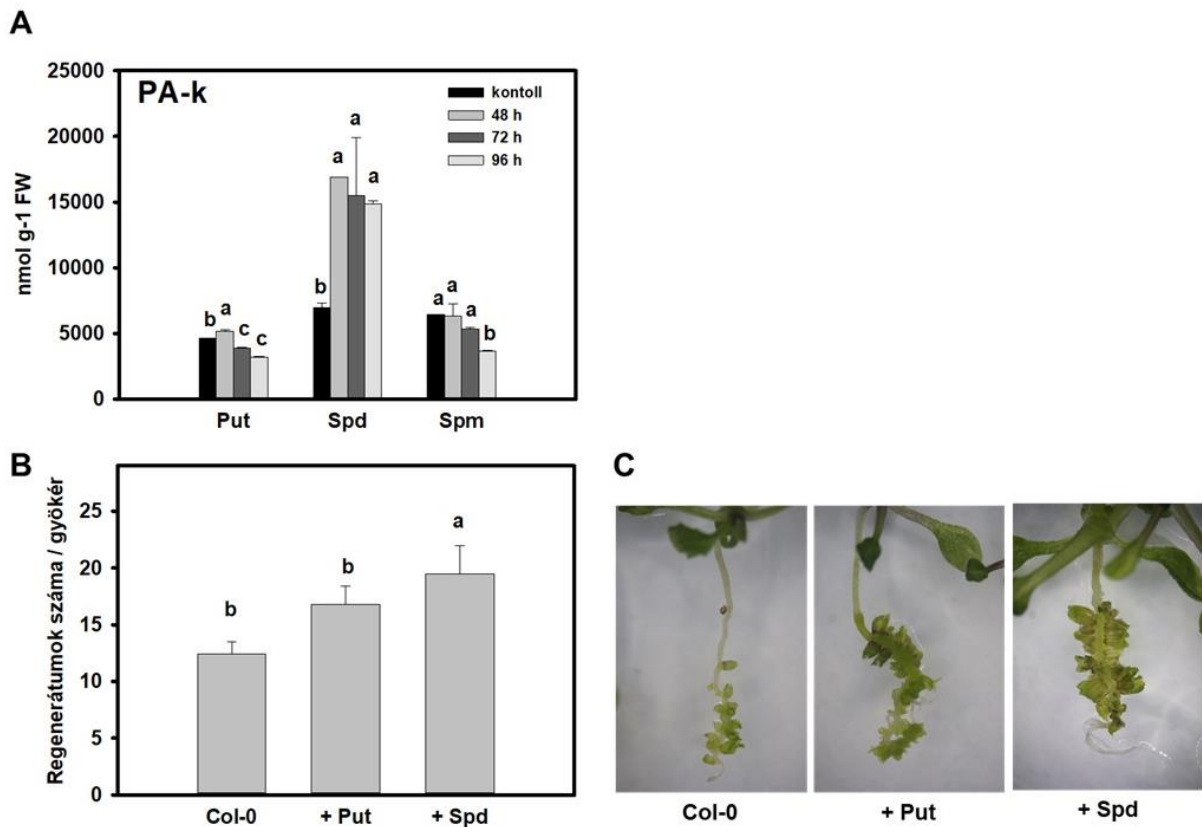 A
PA-k
kontoll
48 h
72 h
96 h
25000
20000
15000
10000
5000
0
nmol g-1 FW
b a c c
b a a a
a a a b
Put Spd Spm
B
Regenerátumok száma / gyökér
25
20
15
10
5
0
b b a
Col-0 + Put + Spd
C
Col-0 + Put + Spd